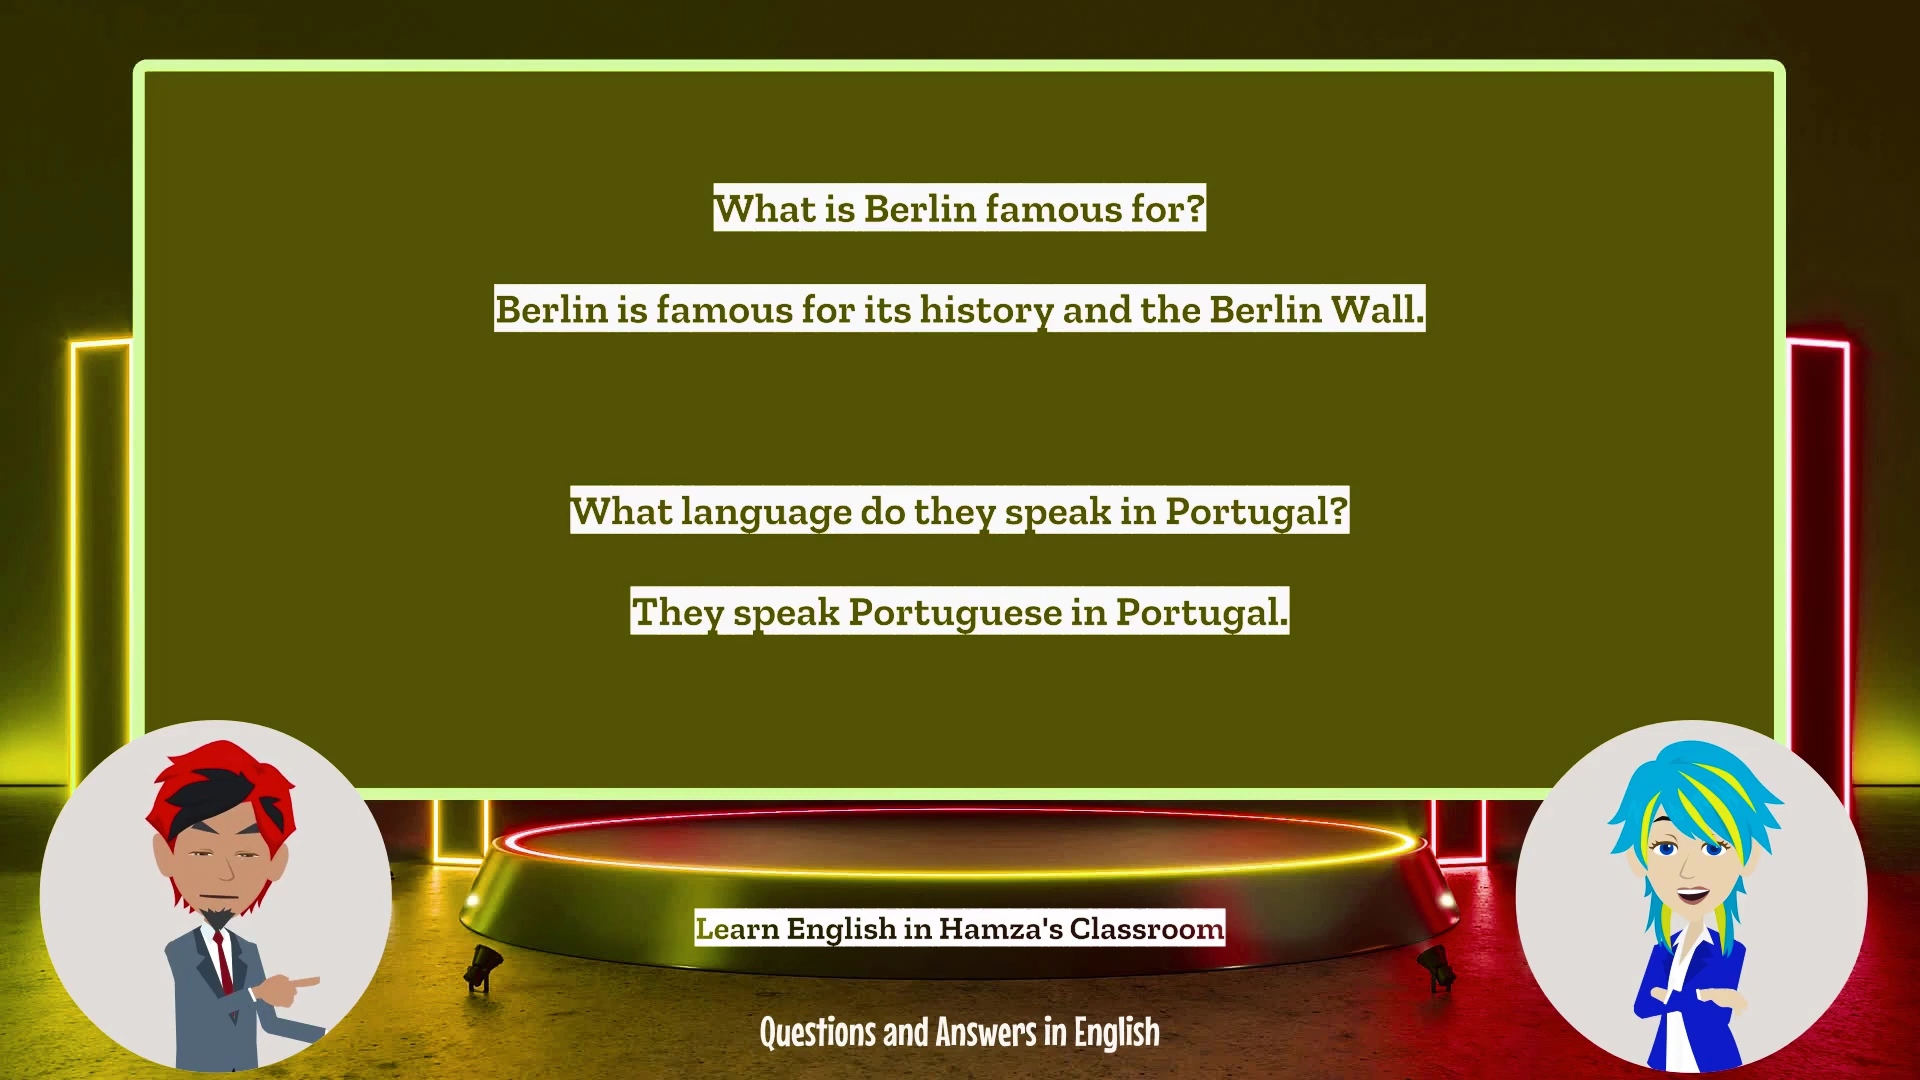 What is Berlin famous for?
Berlin is famous for its history and the Berlin Wall.
What language do they speak in Portugal?
They speak Portuguese in Portugal.
Learn English in Hamza's Classroom
Questions and Answers in English